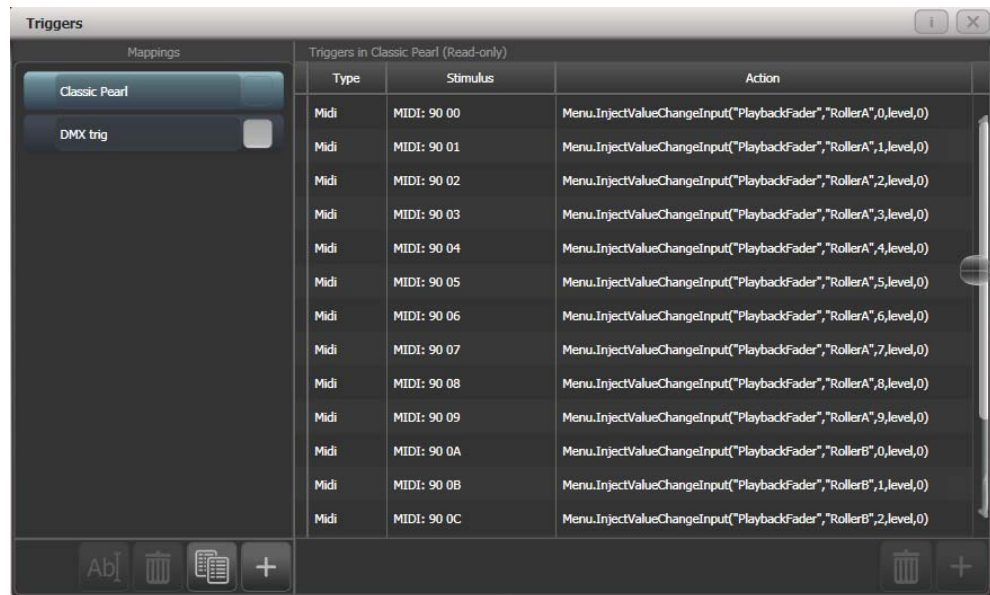 Triggers
i
Mappings
Triggers in Classic Pearl (Read-only)
Classic Pearl
DMX trig
Type Stimulus Action
Midi MIDI: 90 00 Menu.InjectValueChangeInput("PlaybackFader","RollerA",0,level,0)
Midi MIDI: 90 01 Menu.InjectValueChangeInput("PlaybackFader","RollerA",1,level,0)
Midi MIDI: 90 02 Menu.InjectValueChangeInput("PlaybackFader","RollerA",2,level,0)
Midi MIDI: 90 03 Menu.InjectValueChangeInput("PlaybackFader","RollerA",3,level,0)
Midi MIDI: 90 04 Menu.InjectValueChangeInput("PlaybackFader","RollerA",4,level,0)
Midi MIDI: 90 05 Menu.InjectValueChangeInput("PlaybackFader","RollerA",5,level,0)
Midi MIDI: 90 06 Menu.InjectValueChangeInput("PlaybackFader","RollerA",6,level,0)
Midi MIDI: 90 07 Menu.InjectValueChangeInput("PlaybackFader","RollerA",7,level,0)
Midi MIDI: 90 08 Menu.InjectValueChangeInput("PlaybackFader","RollerA",8,level,0)
Midi MIDI: 90 09 Menu.InjectValueChangeInput("PlaybackFader","RollerA",9,level,0)
Midi MIDI: 90 0A Menu.InjectValueChangeInput("PlaybackFader","RollerB",0,level,0)
Midi MIDI: 90 0B Menu.InjectValueChangeInput("PlaybackFader","RollerB",1,level,0)
Midi MIDI: 90 0C Menu.InjectValueChangeInput("PlaybackFader","RollerB",2,level,0)
Ab